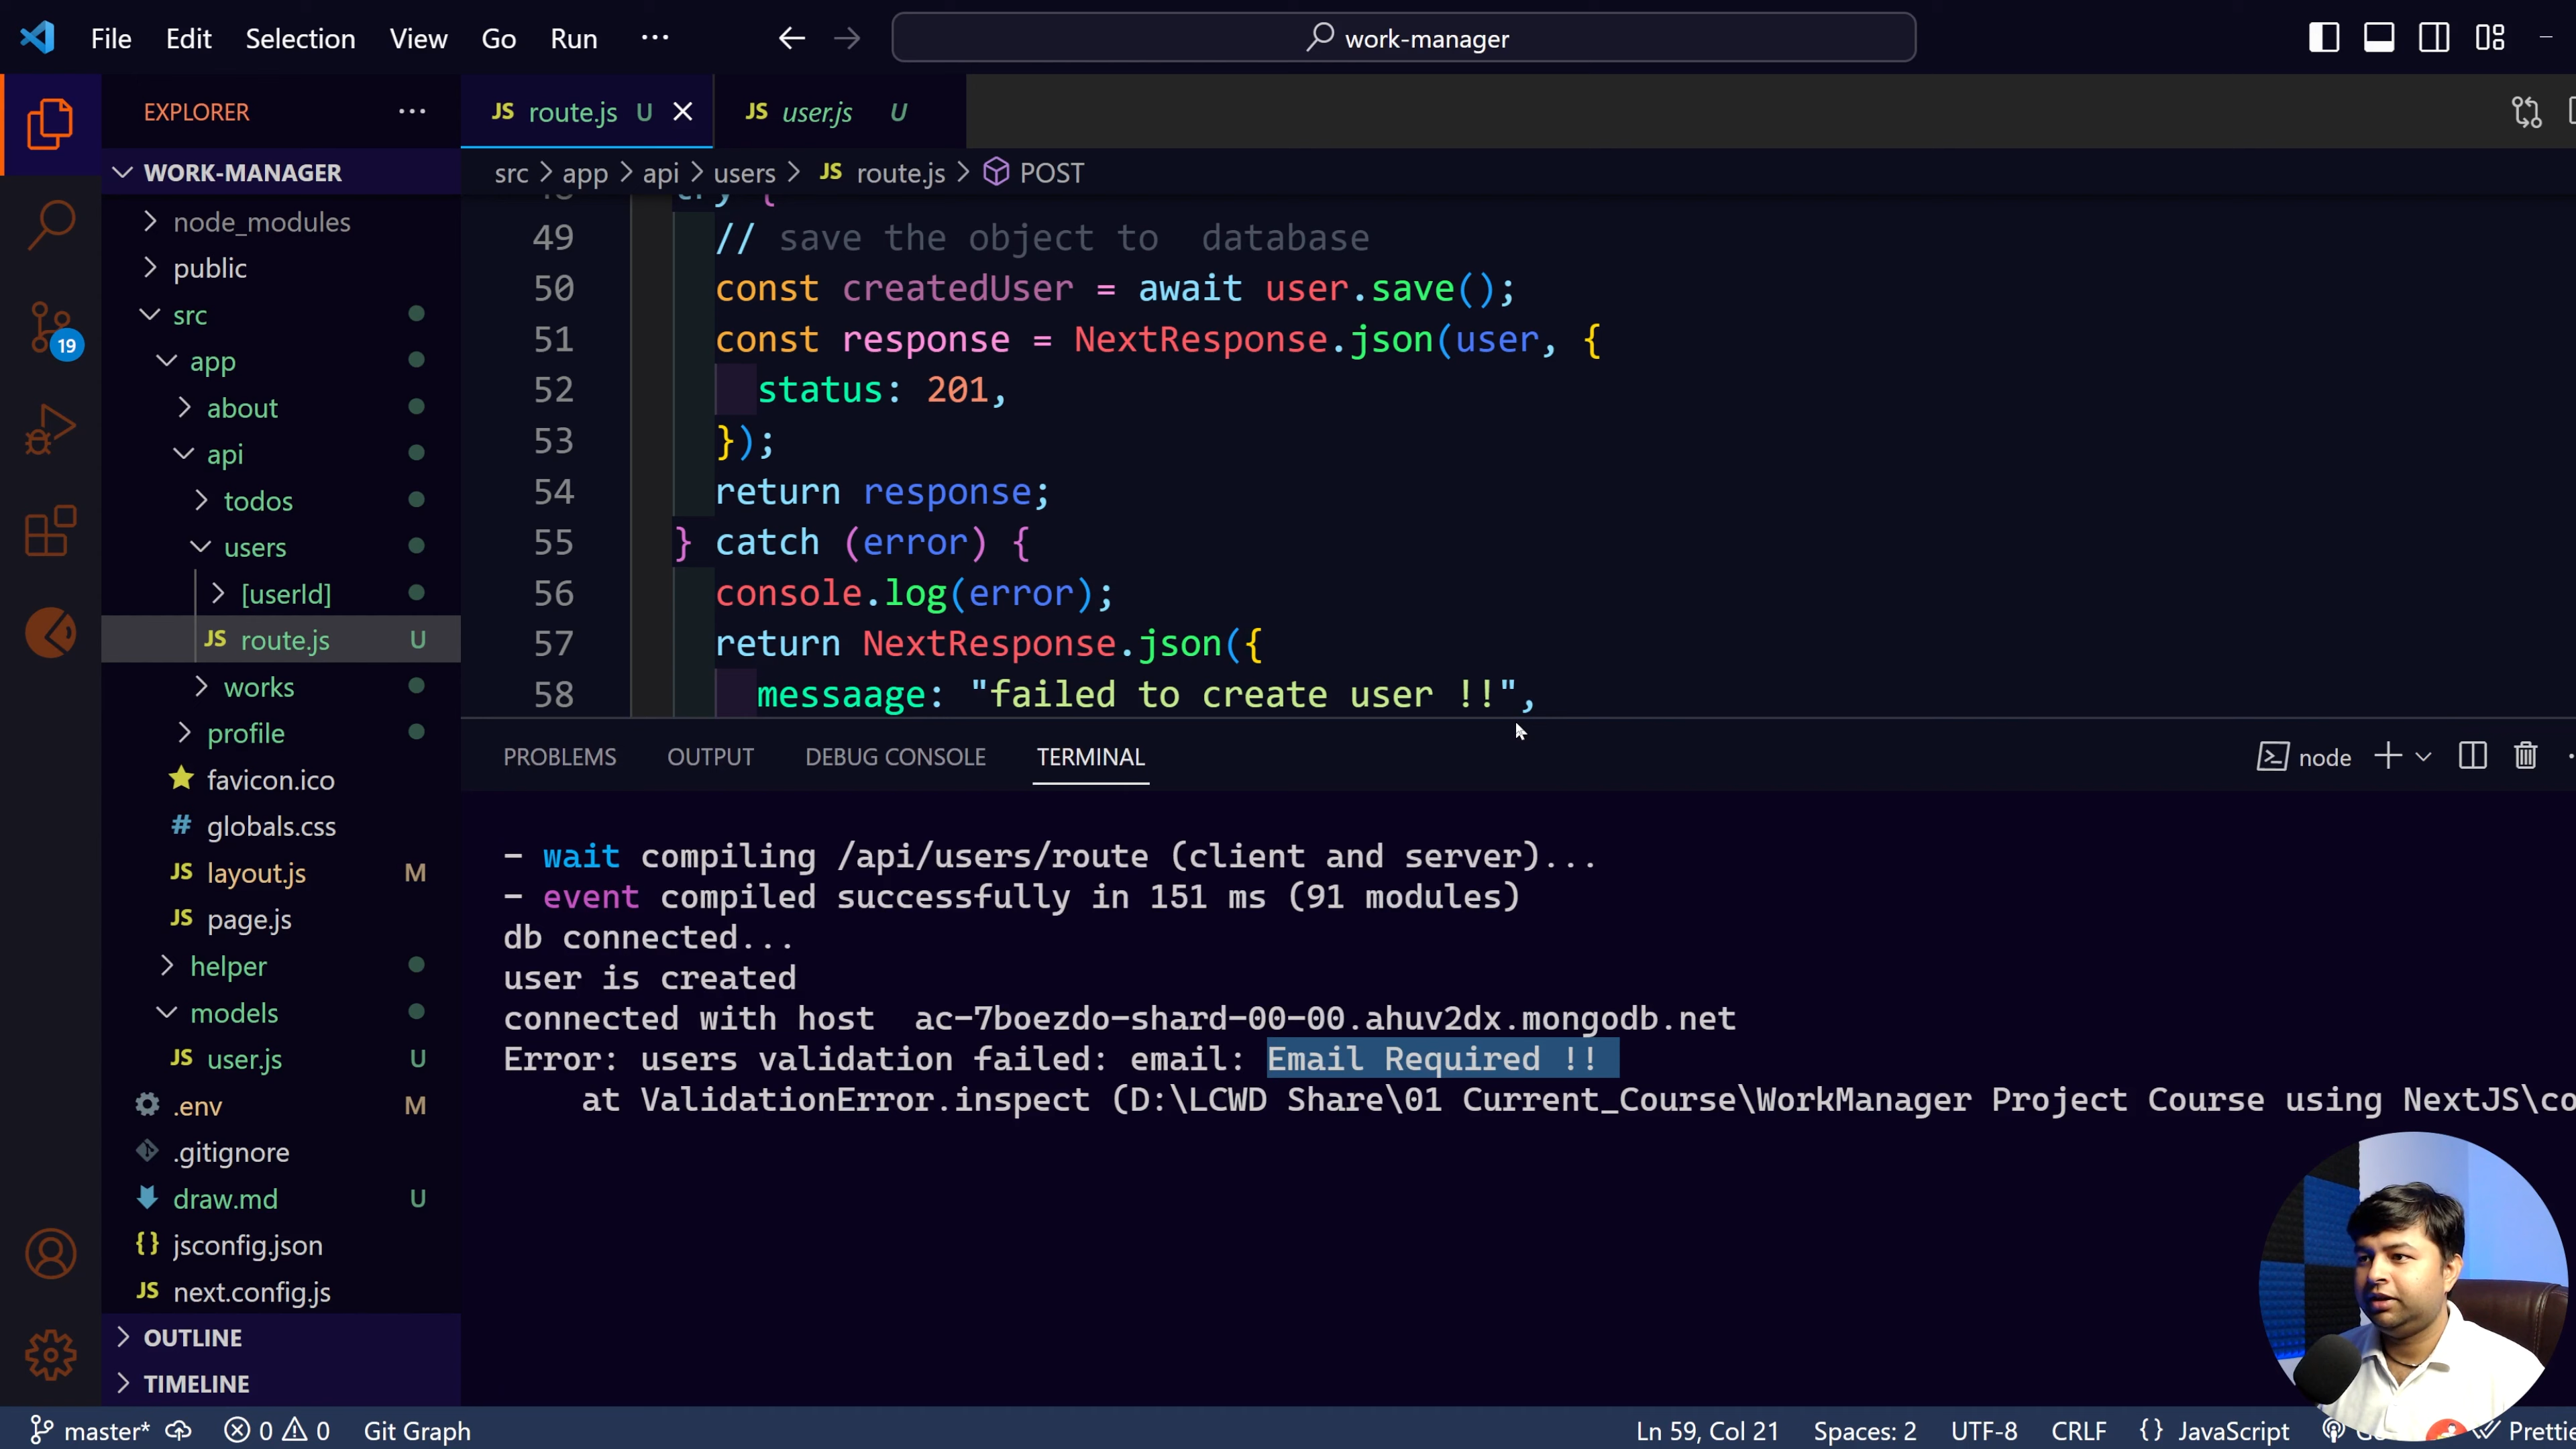 File Edit Selection View Go Run ··· work-manager
EXPLORER
WORK-MANAGER
node_modules
public
src
app
about
api
todos
users
[userId]
JS route.js U
works
profile
favicon.ico
# globals.css
JS layout.js M
JS page.js
helper
models
JS user.js U
.env M
.gitignore
draw.md U
{} jsconfig.json
JS next.config.js
OUTLINE
TIMELINE
19
JS route.js U
JS user.js U
src > app > api > users > JS route.js > POST
try {
49 // save the object to  database
50 const createdUser = await user.save();
51 const response = NextResponse.json(user, {
52 status: 201,
53 });
54 return response;
55 } catch (error) {
56 console.log(error);
57 return NextResponse.json({
58 messaage: "failed to create user !!",
PROBLEMS OUTPUT DEBUG CONSOLE TERMINAL node
- wait compiling /api/users/route (client and server)...
- event compiled successfully in 151 ms (91 modules)
db connected...
user is created
connected with host  ac-7boezdo-shard-00-00.ahuv2dx.mongodb.net
Error: users validation failed: email: Email Required !!
at ValidationError.inspect (D:\LCWD Share\01 Current_Course\WorkManager Project Course using NextJS\co
master* 0 0 Git Graph Ln 59, Col 21 Spaces: 2 UTF-8 CRLF {} JavaScript